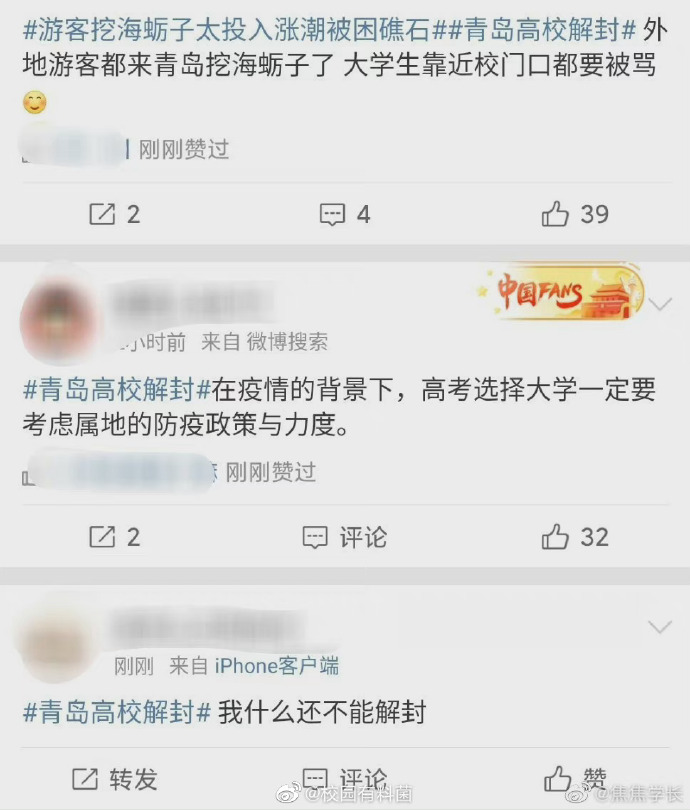 #游客挖海蛎子太投入涨潮被困礁石##青岛高校解封# 外
地游客都来青岛挖海蛎子了 大学生靠近校门口都要被骂
刚刚赞过
2 4 39
中国FANS
小时前 来自 微博搜索
#青岛高校解封#在疫情的背景下，高考选择大学一定要
考虑属地的防疫政策与力度。
刚刚赞过
2 评论 32
刚刚 来自 iPhone客户端
#青岛高校解封# 我什么还不能解封
转发 评论 赞
@校园有料菌 @焦焦学长